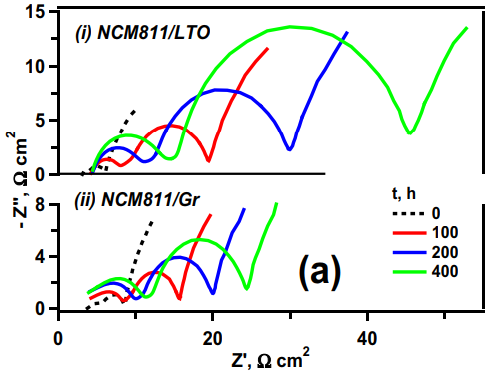 15
(i) NCM811/LTO
10
5
0
- Z", Ω cm²
8
(ii) NCM811/Gr
4
0
(a)
t, h
0
100
200
400
0
20
40
Z', Ω cm²